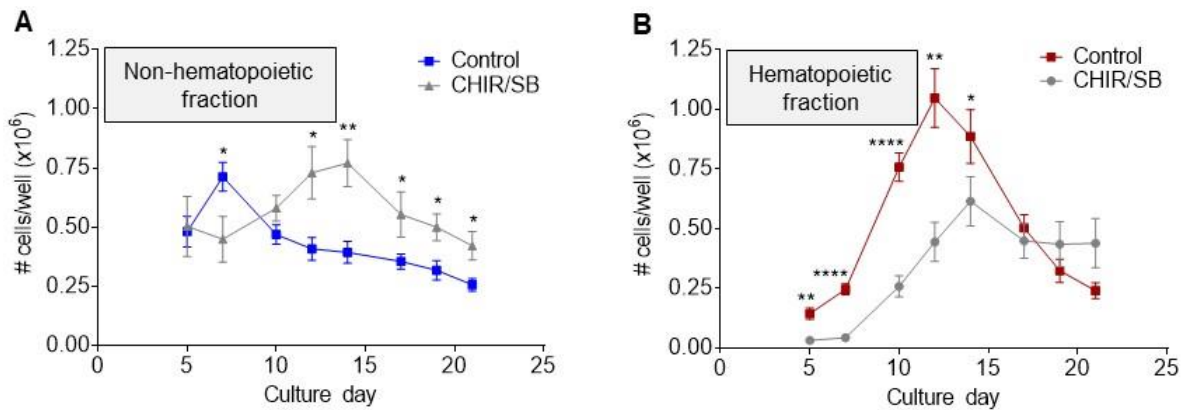 A
Non-hematopoietic
fraction
Control
CHIR/SB
# cells/well (x10⁶)
1.25
1.00
0.75
0.50
0.25
0.00
*
*
**
*
*
*
0
5
10
15
20
25
Culture day
B
Hematopoietic
fraction
Control
CHIR/SB
# cells/well (x10⁶)
1.25
1.00
0.75
0.50
0.25
0.00
**
****
****
**
*
0
5
10
15
20
25
Culture day